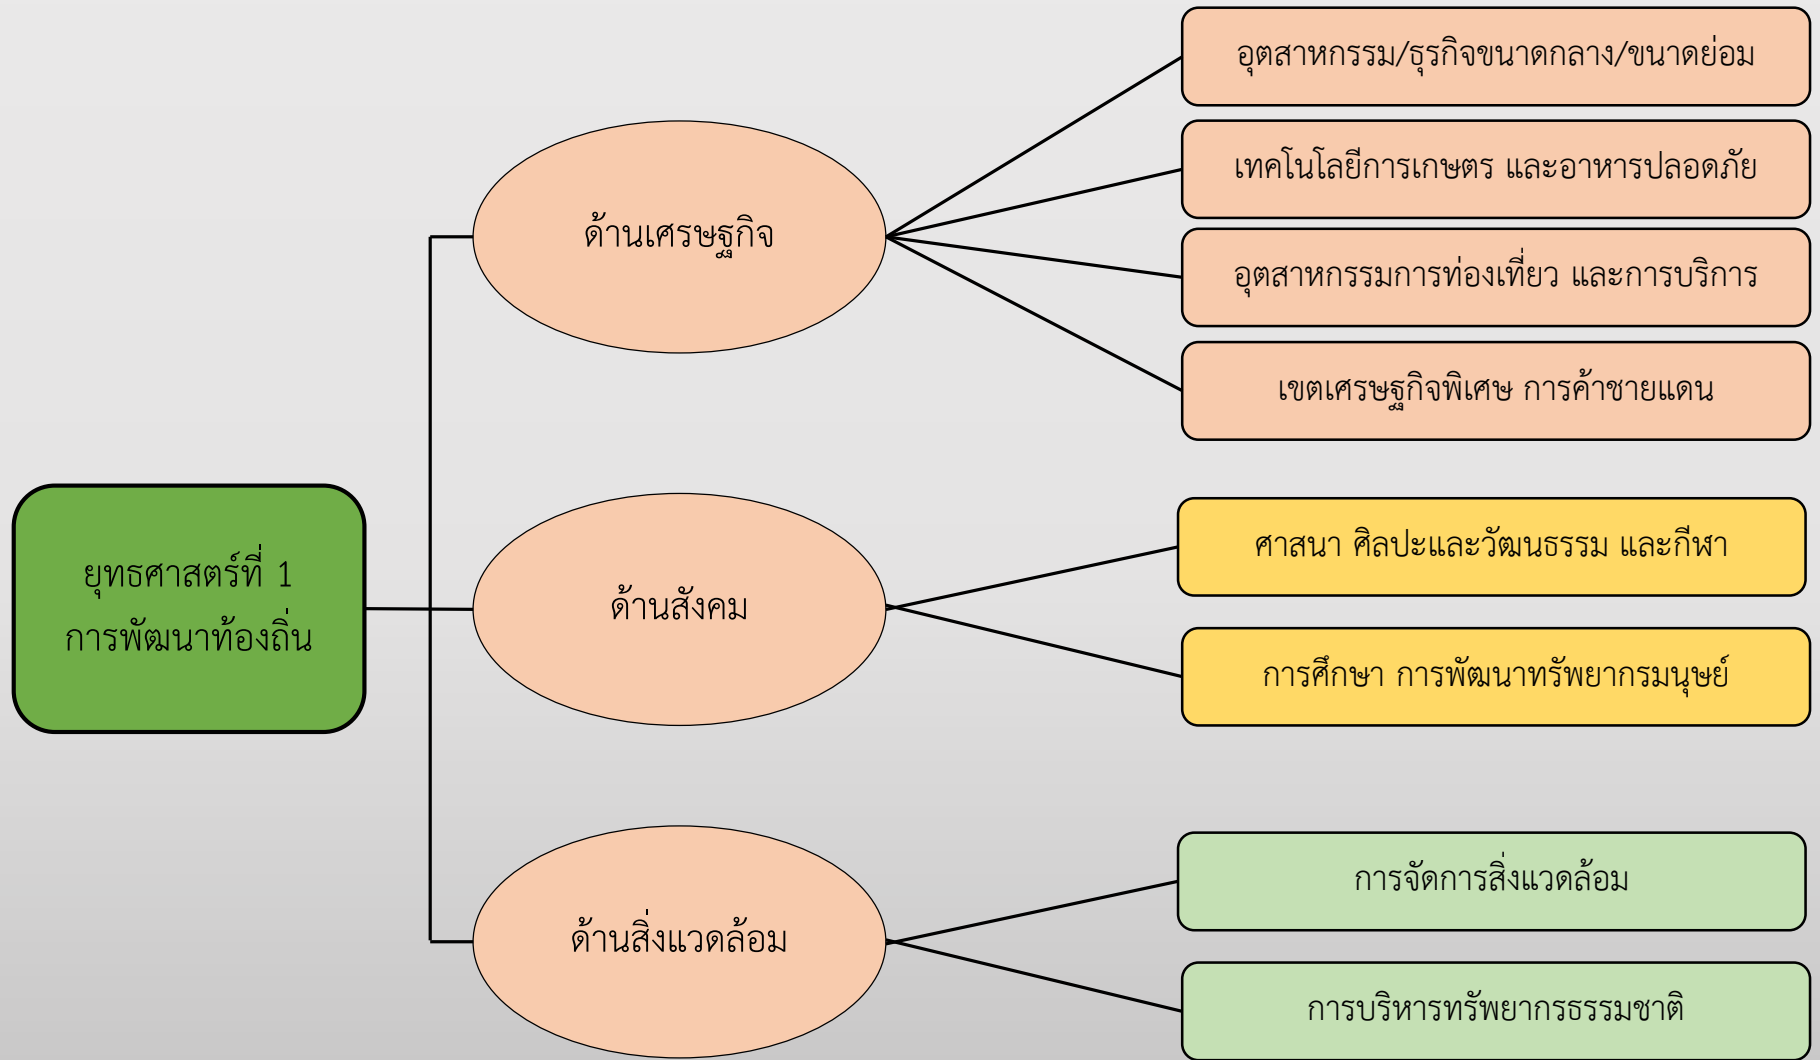 ยุทธศาสตร์ที่ 1
การพัฒนาท้องถิ่น
ด้านเศรษฐกิจ
อุตสาหกรรม/ธุรกิจขนาดกลาง/ขนาดย่อม
เทคโนโลยีการเกษตร และอาหารปลอดภัย
อุตสาหกรรมการท่องเที่ยว และการบริการ
เขตเศรษฐกิจพิเศษ การค้าชายแดน
ด้านสังคม
ศาสนา ศิลปะและวัฒนธรรม และกีฬา
การศึกษา การพัฒนาทรัพยากรมนุษย์
ด้านสิ่งแวดล้อม
การจัดการสิ่งแวดล้อม
การบริหารทรัพยากรธรรมชาติ